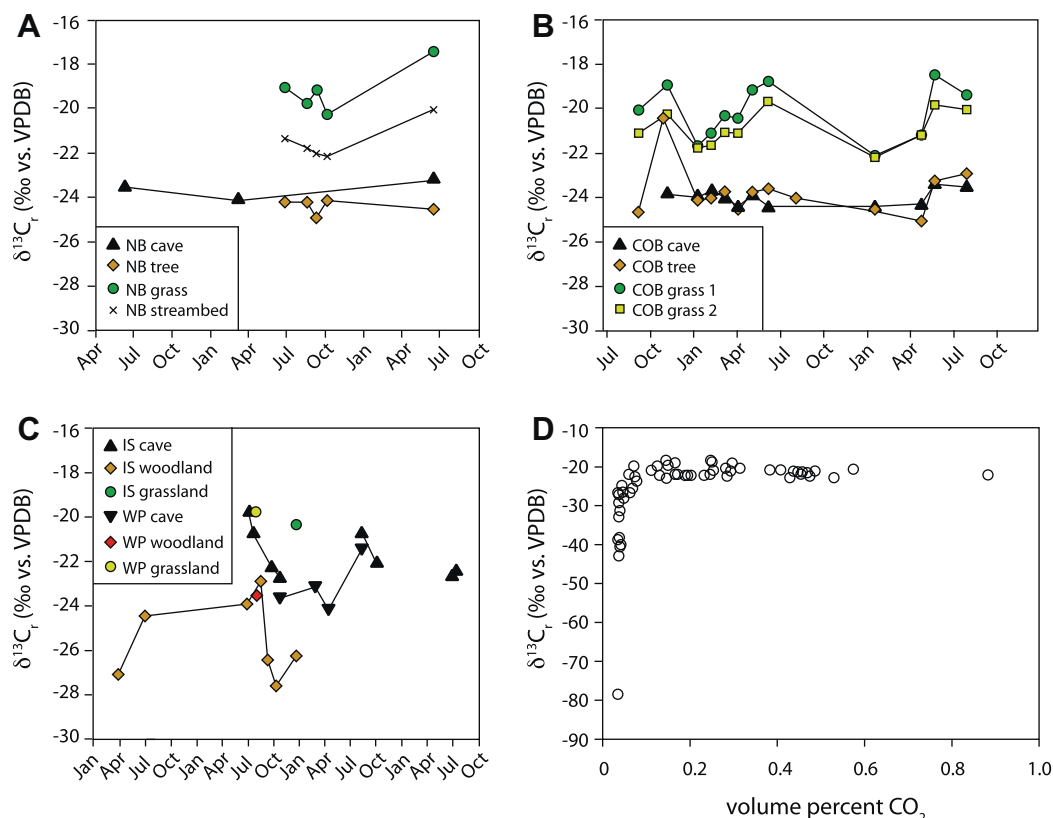 A
-16
-18
-20
-22
-24
-26
-28
-30
δ¹³Cᵣ (‰ vs. VPDB)
NB cave
NB tree
NB grass
NB streambed
Apr Jul Oct Jan Apr Jul Oct Jan Apr Jul Oct
B
-16
-18
-20
-22
-24
-26
-28
-30
δ¹³Cᵣ (‰ vs. VPDB)
COB cave
COB tree
COB grass 1
COB grass 2
Jul Oct Jan Apr Jul Oct Jan Apr Jul Oct
C
-16
-18
-20
-22
-24
-26
-28
-30
δ¹³Cᵣ (‰ vs. VPDB)
IS cave
IS woodland
IS grassland
WP cave
WP woodland
WP grassland
Jan Apr Jul Oct Jan Apr Jul Oct Jan Apr Jul Oct Jan Apr Jul Oct
D
-10
-20
-30
-40
-50
-60
-70
-80
-90
δ¹³Cᵣ (‰ vs. VPDB)
0 0.2 0.4 0.6 0.8 1.0
volume percent CO₂